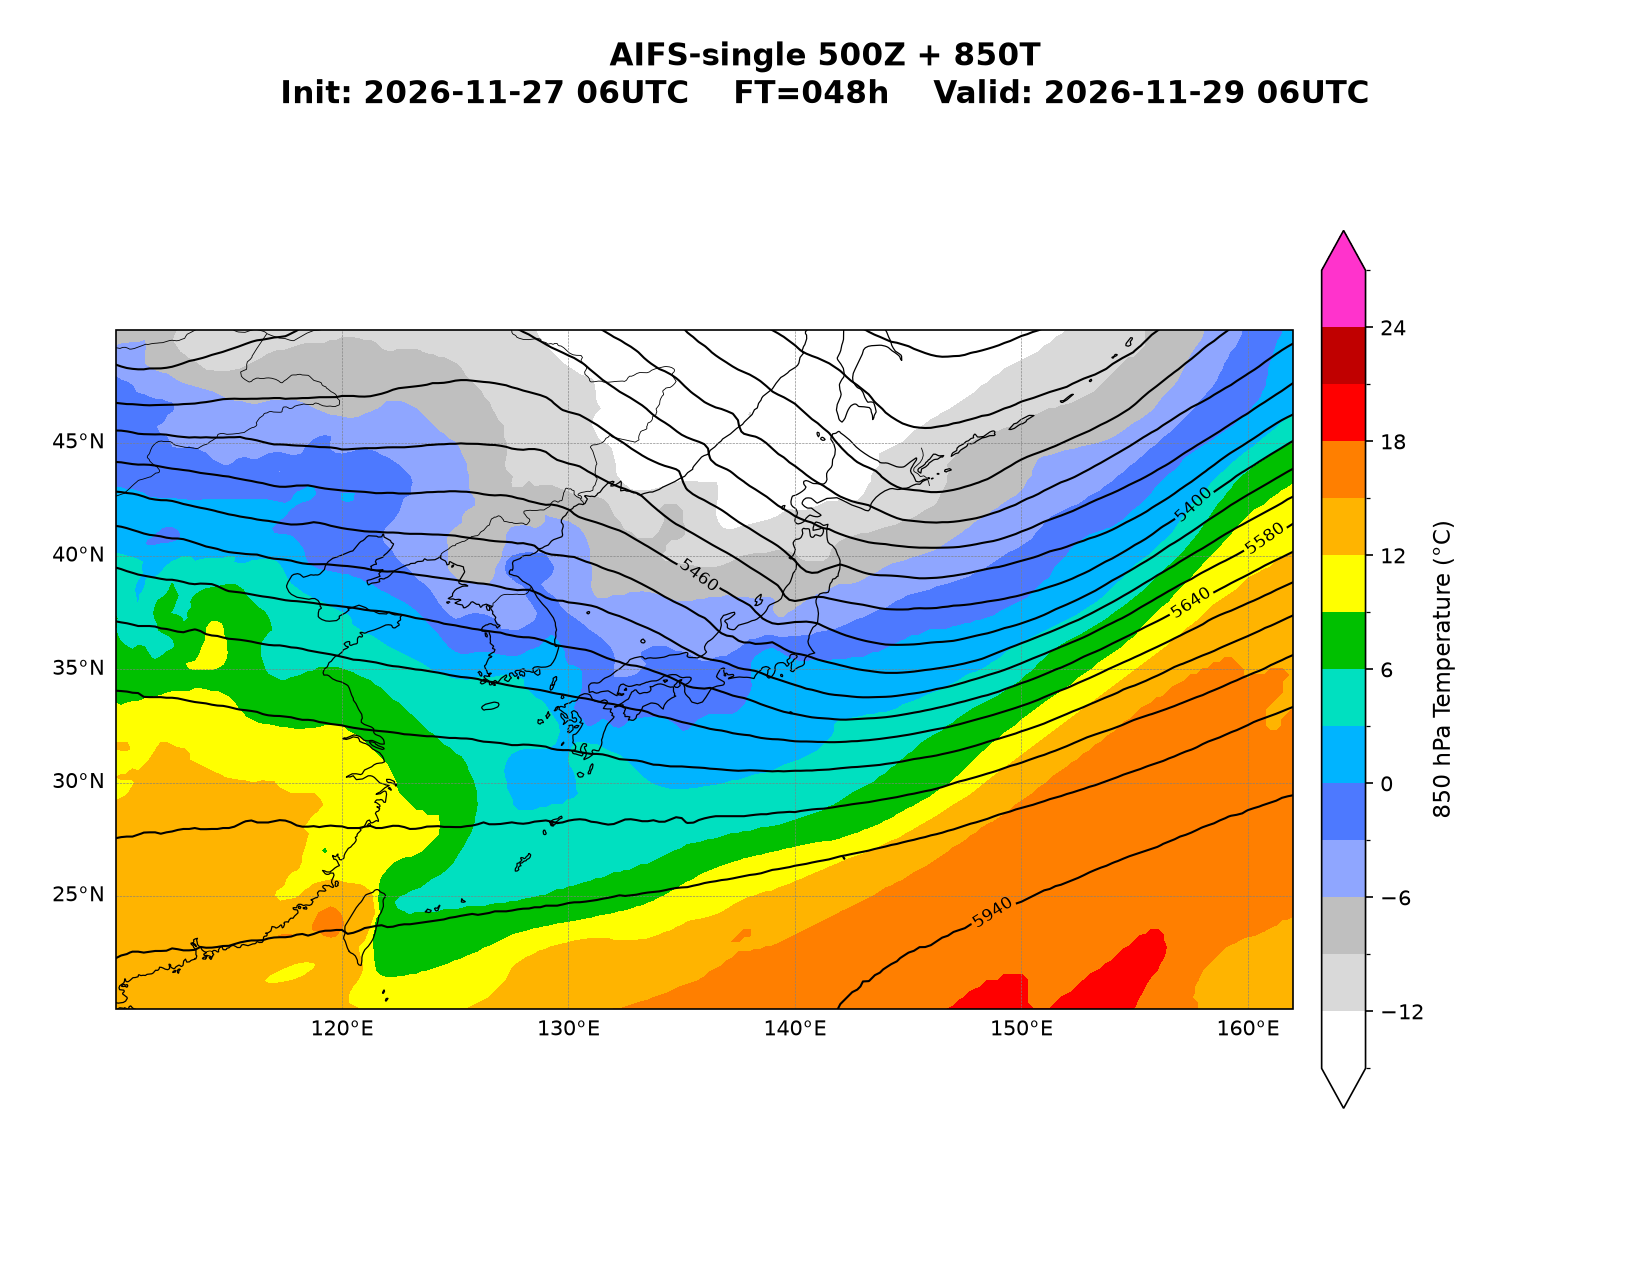 AIFS-single 500Z + 850T
Init: 2026-11-27 06UTC    FT=048h    Valid: 2026-11-29 06UTC
45°N
40°N
35°N
30°N
25°N
120°E
130°E
140°E
150°E
160°E
5400
5580
5460
5640
5940
24
18
12
6
0
−6
−12
850 hPa Temperature (°C)